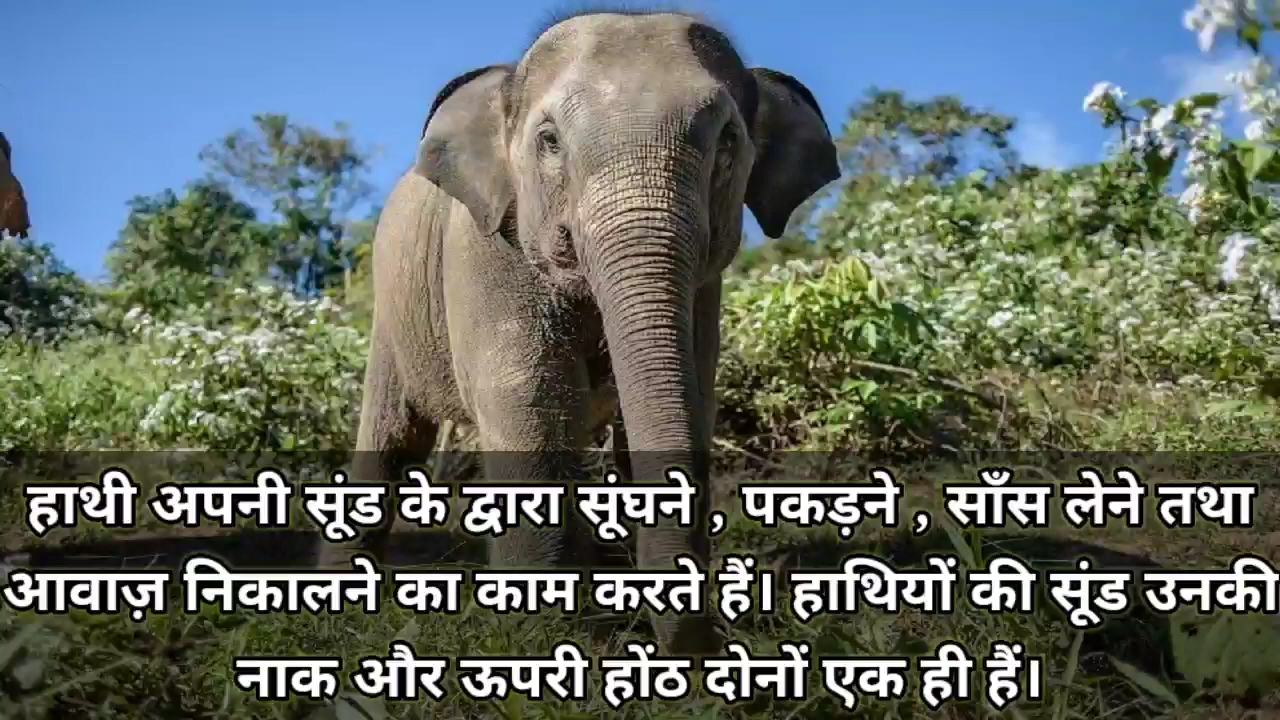 हाथी अपनी सूंड के द्वारा सूंघने , पकड़ने , साँस लेने तथा
आवाज़ निकालने का काम करते हैं। हाथियों की सूंड उनकी
नाक और ऊपरी होंठ दोनों एक ही हैं।